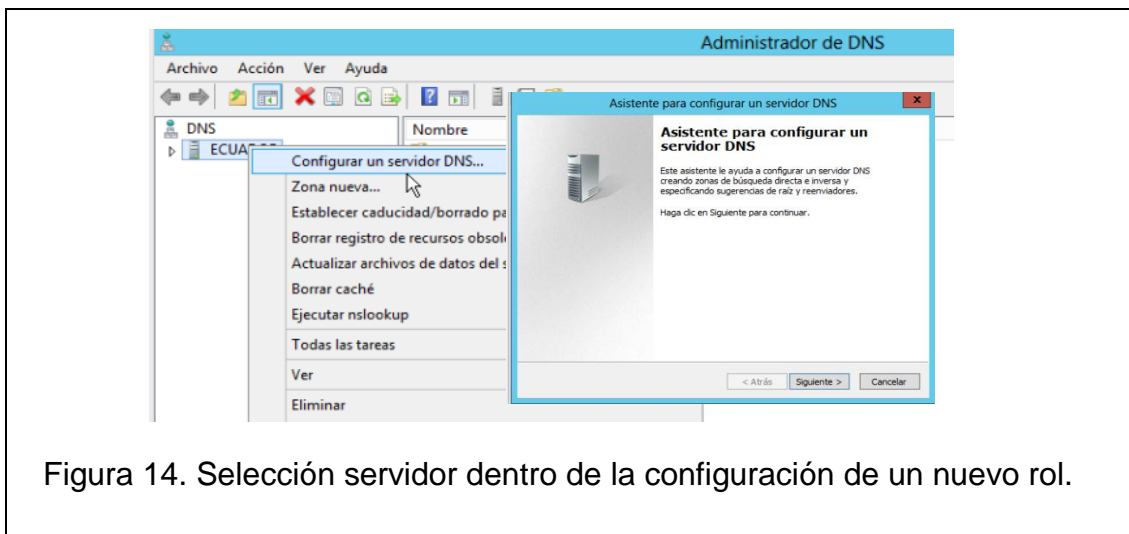 Administrador de DNS
Archivo Acción Ver Ayuda
DNS
Nombre
ECUA
Configurar un servidor DNS...
Zona nueva...
Establecer caducidad/borrado pa
Borrar registro de recursos obsol
Actualizar archivos de datos del s
Borrar caché
Ejecutar nslookup
Todas las tareas
Ver
Eliminar
Asistente para configurar un servidor DNS
Asistente para configurar un
servidor DNS
Este asistente le ayuda a configurar un servidor DNS
creando zonas de búsqueda directa e inversa y
especificando sugerencias de raíz y reenviadores.
Haga clic en Siguiente para continuar.
< Atrás Siguiente > Cancelar
Figura 14. Selección servidor dentro de la configuración de un nuevo rol.